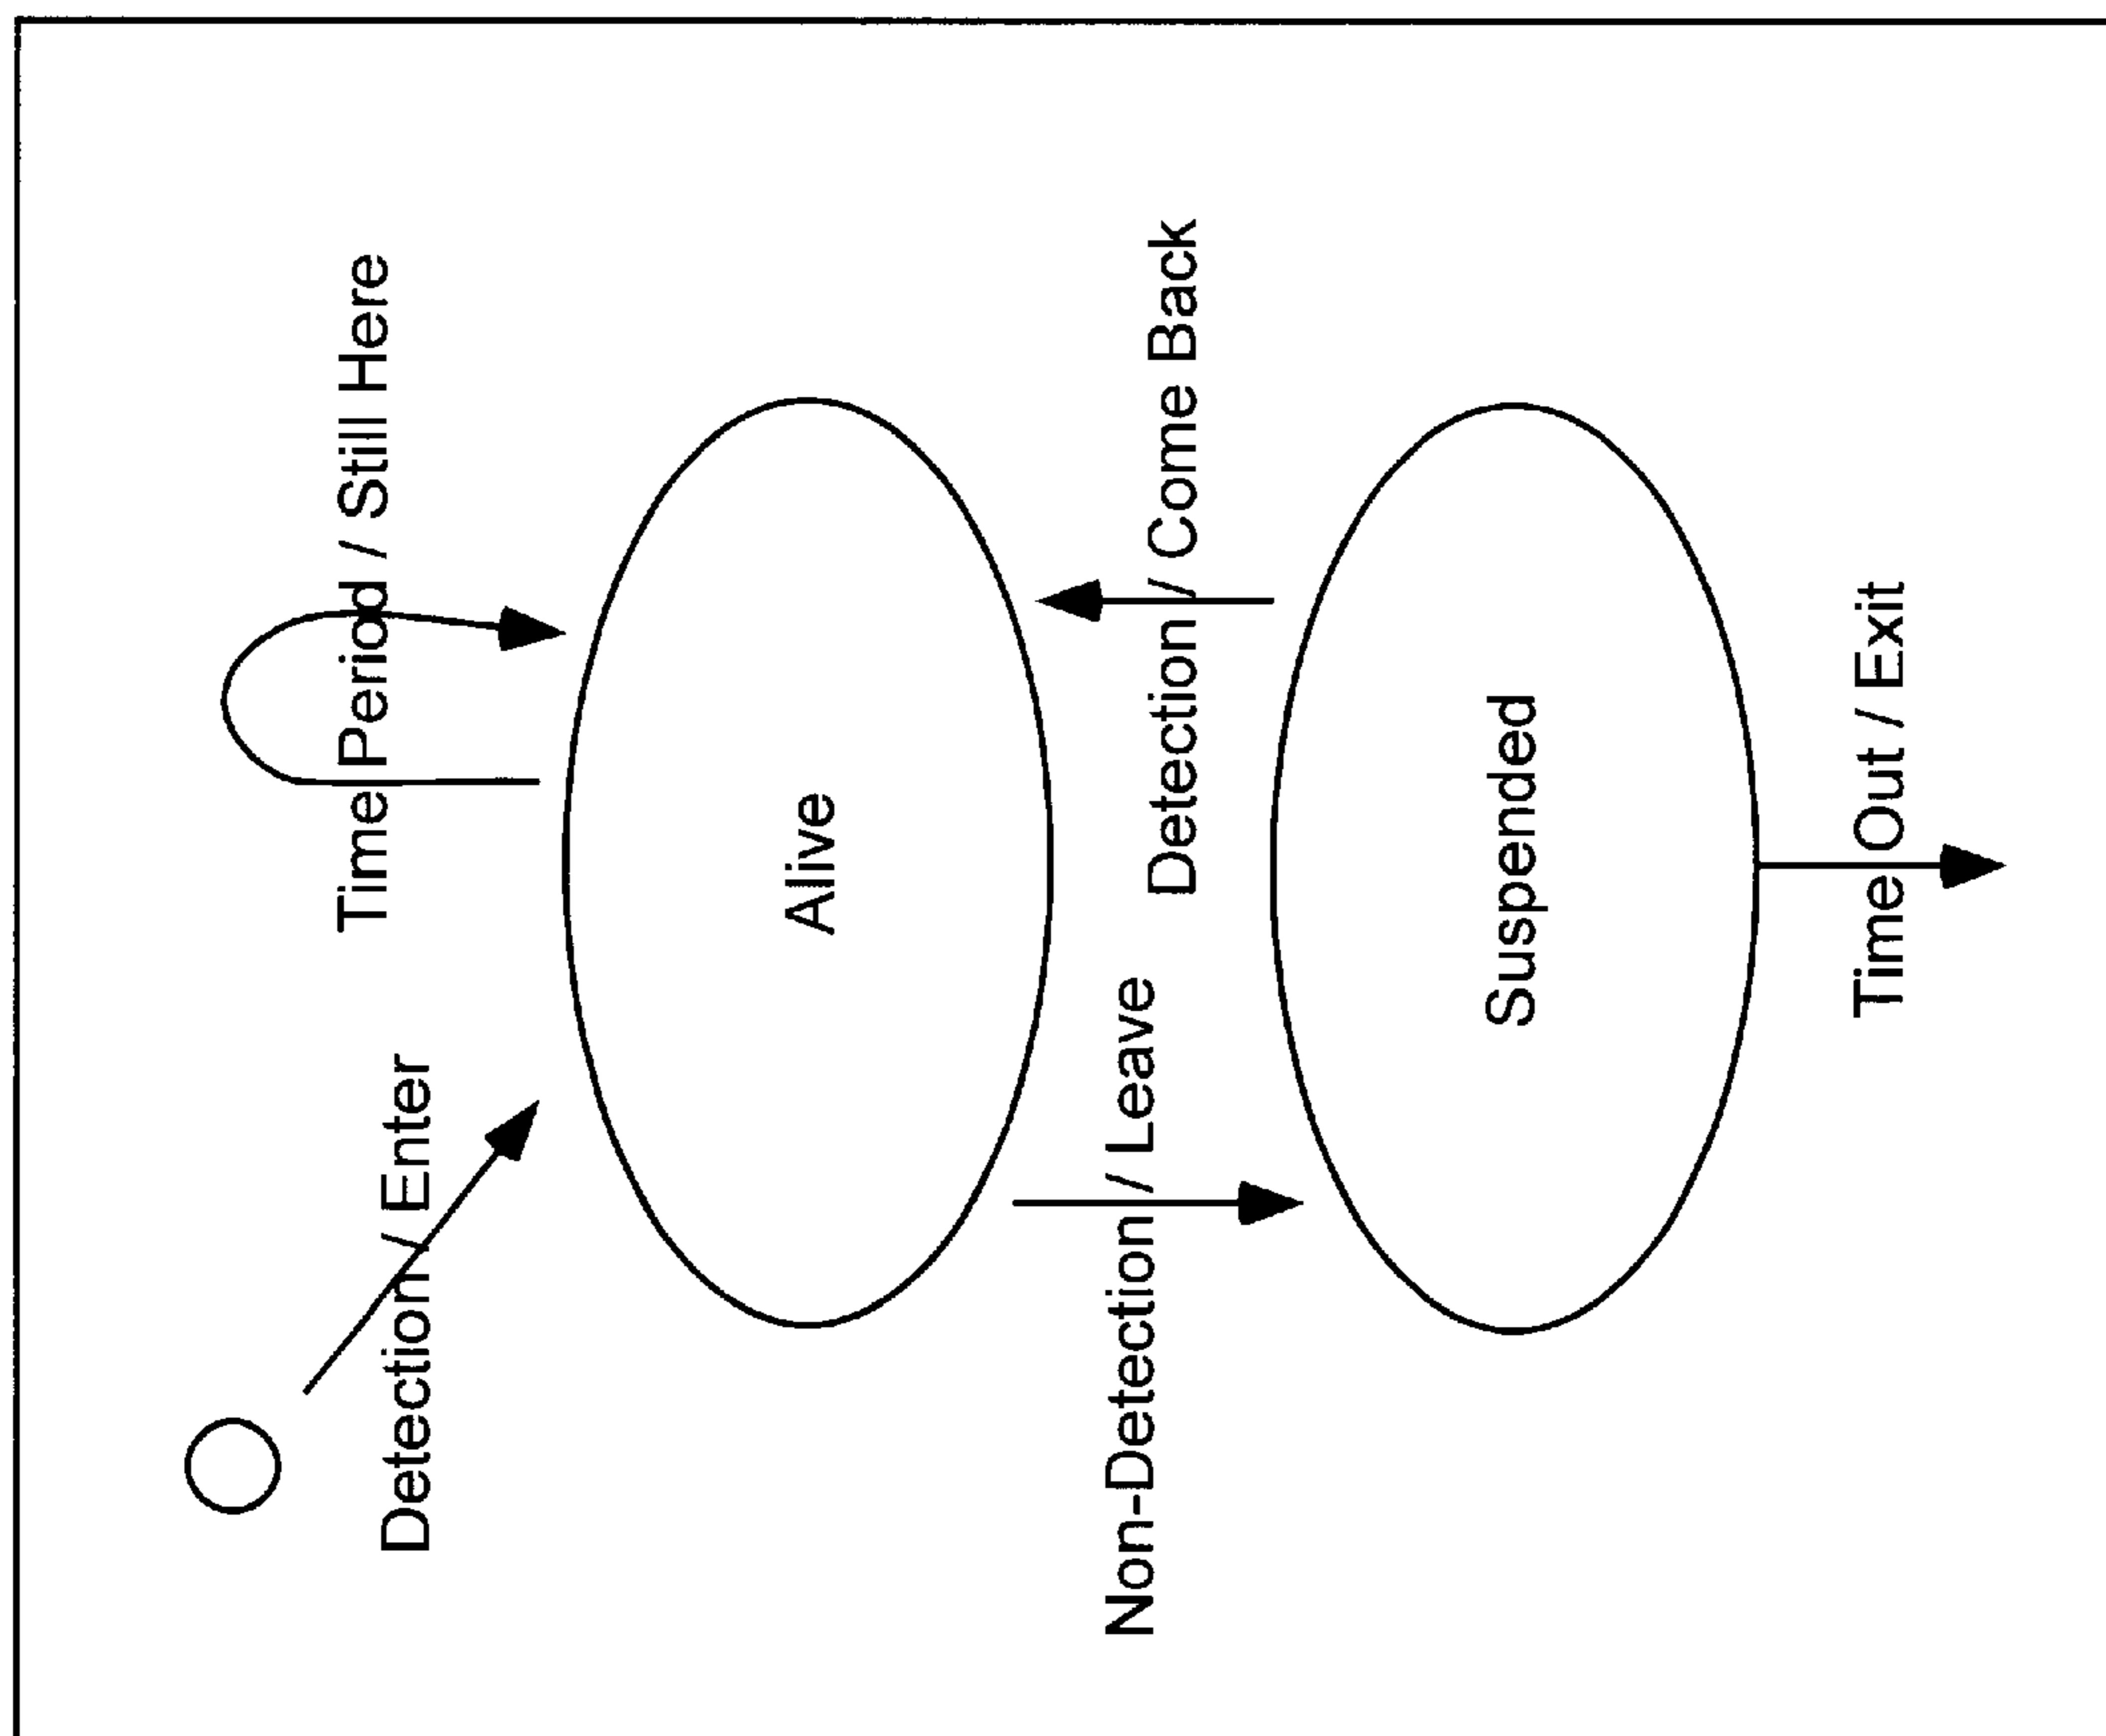 Time Period / Still Here
Detection / Enter
Alive
Detection / Come Back
Non-Detection / Leave
Suspended
Time Out / Exit